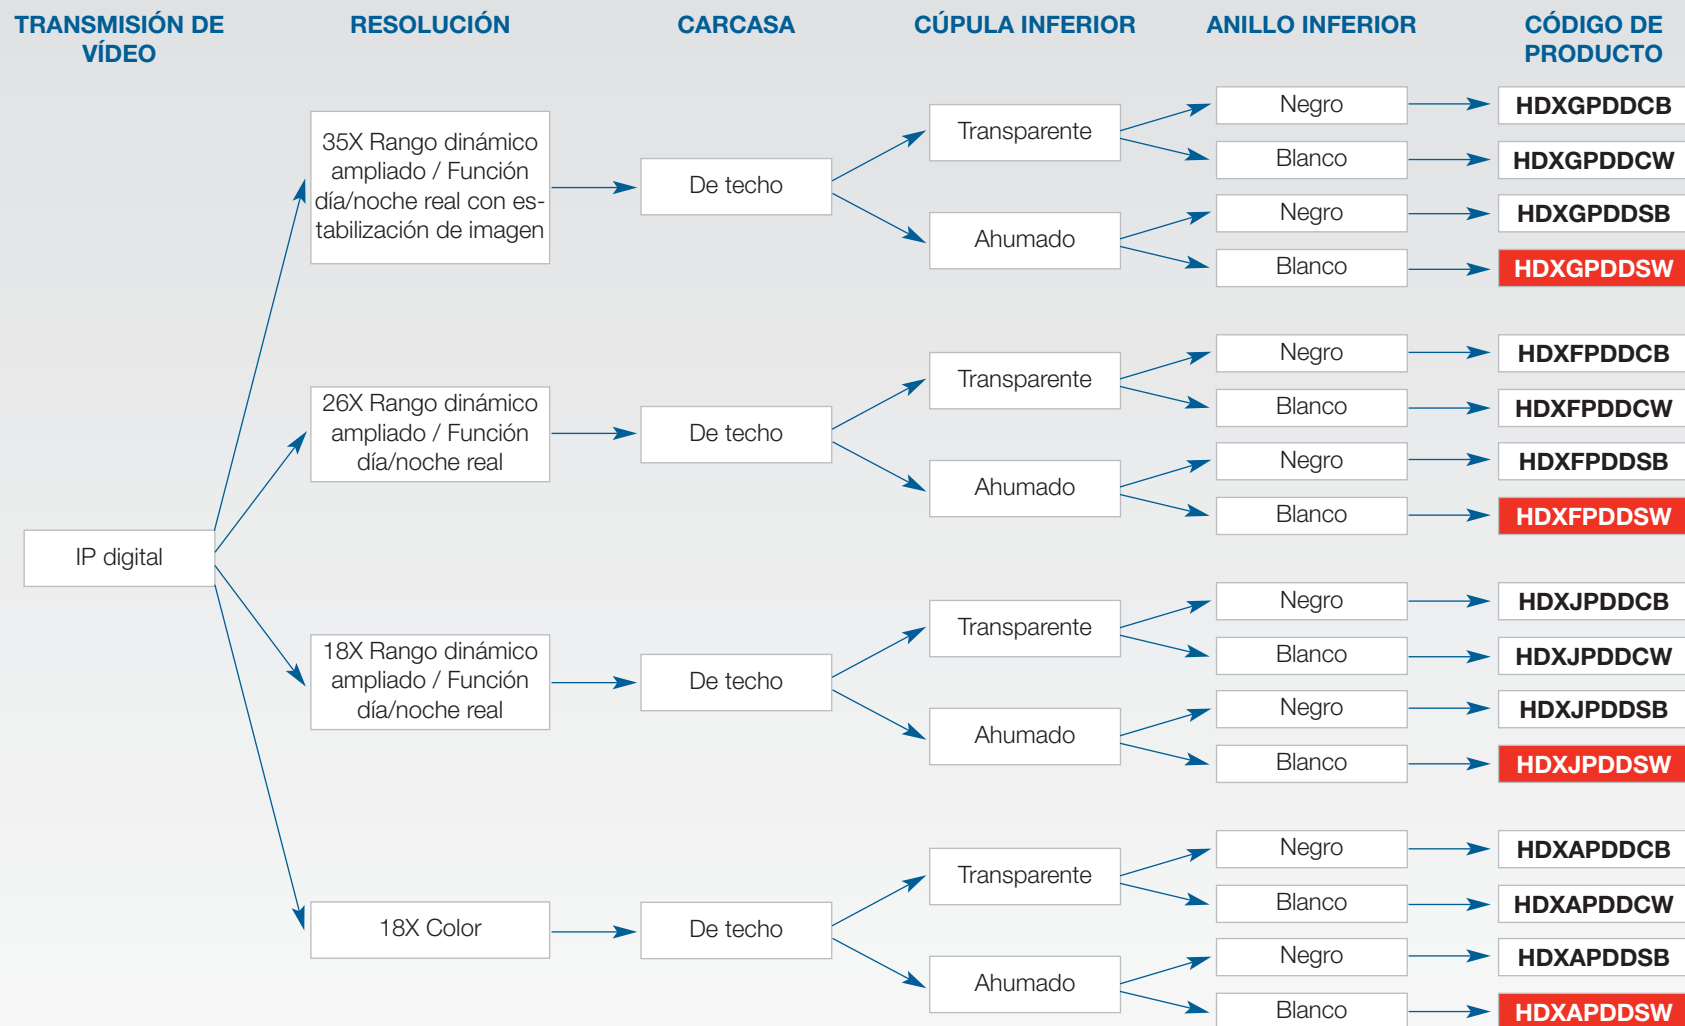 TRANSMISIÓN DE
VÍDEO
RESOLUCIÓN
CARCASA
CÚPULA INFERIOR
ANILLO INFERIOR
CÓDIGO DE
PRODUCTO
IP digital
35X Rango dinámico
ampliado / Función
día/noche real con es-
tabilización de imagen
De techo
Transparente
Negro
HDXGPDDCB
Blanco
HDXGPDDCW
Ahumado
Negro
HDXGPDDSB
Blanco
HDXGPDDSW
26X Rango dinámico
ampliado / Función
día/noche real
De techo
Transparente
Negro
HDXFPDDCB
Blanco
HDXFPDDCW
Ahumado
Negro
HDXFPDDSB
Blanco
HDXFPDDSW
18X Rango dinámico
ampliado / Función
día/noche real
De techo
Transparente
Negro
HDXJPDDCB
Blanco
HDXJPDDCW
Ahumado
Negro
HDXJPDDSB
Blanco
HDXJPDDSW
18X Color
De techo
Transparente
Negro
HDXAPDDCB
Blanco
HDXAPDDCW
Ahumado
Negro
HDXAPDDSB
Blanco
HDXAPDDSW